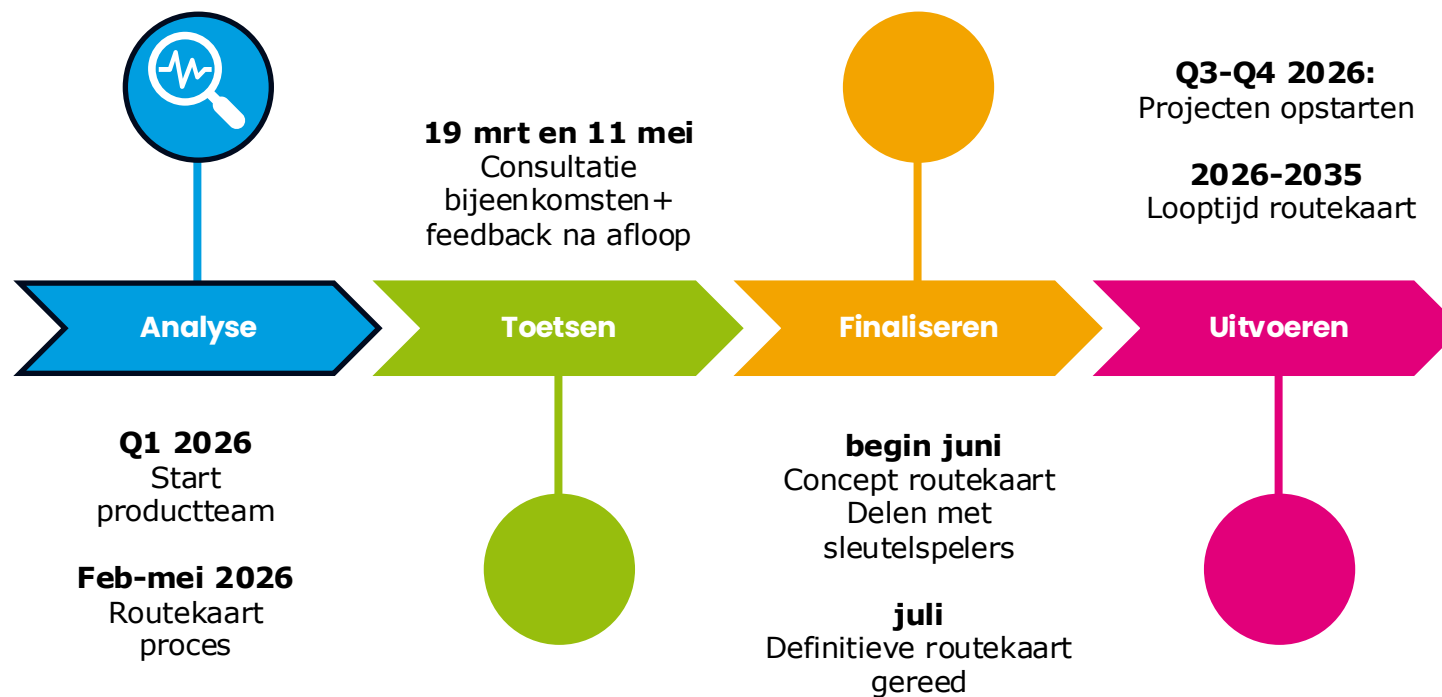 Analyse
Q1 2026
Start
productteam
Feb-mei 2026
Routekaart
proces
19 mrt en 11 mei
Consultatie
bijeenkomsten+
feedback na afloop
Toetsen
Finaliseren
begin juni
Concept routekaart
Delen met
sleutelspelers
juli
Definitieve routekaart
gereed
Q3-Q4 2026:
Projecten opstarten
2026-2035
Looptijd routekaart
Uitvoeren